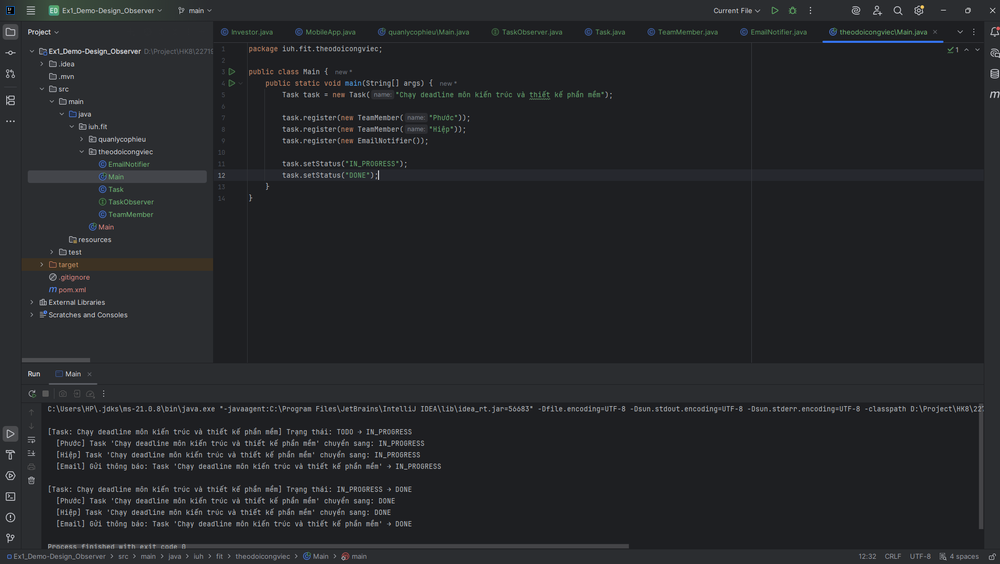 ED Ex1_Demo-Design_Observer main Current File
Project
Investor.java MobileApp.java quanlycophieu\Main.java TaskObserver.java Task.java TeamMember.java EmailNotifier.java theodoicongviec\Main.java
Ex1_Demo-Design_Observer D:\Project\HK8\22719
.idea
.mvn
src
main
java
iuh.fit
quanlycophieu
theodoicongviec
EmailNotifier
Main
Task
TaskObserver
TeamMember
Main
resources
test
target
.gitignore
pom.xml
External Libraries
Scratches and Consoles
1 package iuh.fit.theodoicongviec;
2
3 public class Main { new *
4 public static void main(String[] args) { new *
5 Task task = new Task( name: "Chạy deadline môn kiến trúc và thiết kế phần mềm");
6
7 task.register(new TeamMember( name: "Phước"));
8 task.register(new TeamMember( name: "Hiệp"));
9 task.register(new EmailNotifier());
10
11 task.setStatus("IN_PROGRESS");
12 task.setStatus("DONE");
13 }
14 }
1
Run Main
C:\Users\HP\.jdks\ms-21.0.8\bin\java.exe "-javaagent:C:\Program Files\JetBrains\IntelliJ IDEA\lib\idea_rt.jar=56683" -Dfile.encoding=UTF-8 -Dsun.stdout.encoding=UTF-8 -Dsun.stderr.encoding=UTF-8 -classpath D:\Project\HK8\227
[Task: Chạy deadline môn kiến trúc và thiết kế phần mềm] Trạng thái: TODO → IN_PROGRESS
[Phước] Task 'Chạy deadline môn kiến trúc và thiết kế phần mềm' chuyển sang: IN_PROGRESS
[Hiệp] Task 'Chạy deadline môn kiến trúc và thiết kế phần mềm' chuyển sang: IN_PROGRESS
[Email] Gửi thông báo: Task 'Chạy deadline môn kiến trúc và thiết kế phần mềm' → IN_PROGRESS
[Task: Chạy deadline môn kiến trúc và thiết kế phần mềm] Trạng thái: IN_PROGRESS → DONE
[Phước] Task 'Chạy deadline môn kiến trúc và thiết kế phần mềm' chuyển sang: DONE
[Hiệp] Task 'Chạy deadline môn kiến trúc và thiết kế phần mềm' chuyển sang: DONE
[Email] Gửi thông báo: Task 'Chạy deadline môn kiến trúc và thiết kế phần mềm' → DONE
Process finished with exit code 0
Ex1_Demo-Design_Observer > src > main > java > iuh > fit > theodoicongviec > Main > main 12:32 CRLF UTF-8 4 spaces